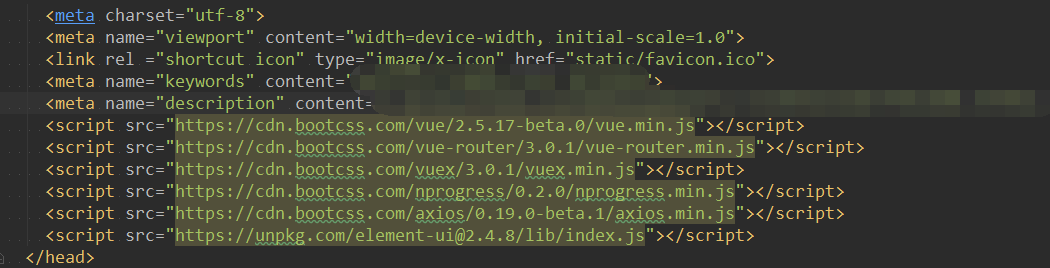 <meta charset="utf-8">
<meta name="viewport" content="width=device-width, initial-scale=1.0">
<link rel ="shortcut icon" type="image/x-icon" href="static/favicon.ico">
<meta name="keywords" content='">
<meta name="description" content=
<script src="https://cdn.bootcss.com/vue/2.5.17-beta.0/vue.min.js"></script>
<script src="https://cdn.bootcss.com/vue-router/3.0.1/vue-router.min.js"></script>
<script src="https://cdn.bootcss.com/vuex/3.0.1/vuex.min.js"></script>
<script src="https://cdn.bootcss.com/nprogress/0.2.0/nprogress.min.js"></script>
<script src="https://cdn.bootcss.com/axios/0.19.0-beta.1/axios.min.js"></script>
<script src="https://unpkg.com/element-ui@2.4.8/lib/index.js"></script>
</head>